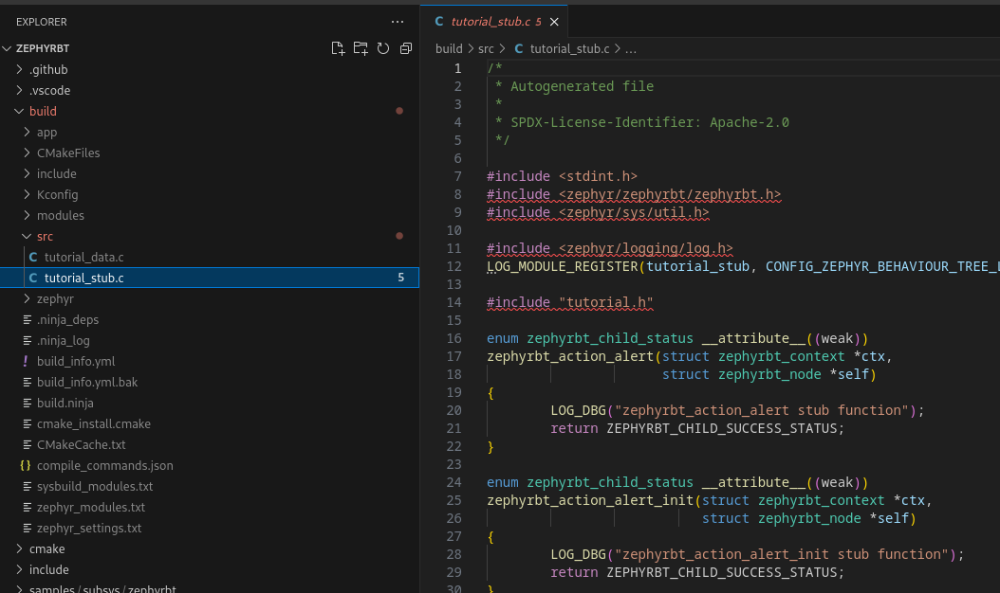 EXPLORER
ZEPHYRBT
.github
.vscode
build
app
CMakeFiles
include
Kconfig
modules
src
tutorial_data.c
tutorial_stub.c 5
zephyr
.ninja_deps
.ninja_log
build_info.yml
build_info.yml.bak
build.ninja
cmake_install.cmake
CMakeCache.txt
compile_commands.json
sysbuild_modules.txt
zephyr_modules.txt
zephyr_settings.txt
cmake
include
samples/subsys/zephyrbt
C tutorial_stub.c 5
build > src > C tutorial_stub.c > ...
1 /*
2 * Autogenerated file
3 *
4 * SPDX-License-Identifier: Apache-2.0
5 */
6
7 #include <stdint.h>
8 #include <zephyr/zephyrbt/zephyrbt.h>
9 #include <zephyr/sys/util.h>
10
11 #include <zephyr/logging/log.h>
12 LOG_MODULE_REGISTER(tutorial_stub, CONFIG_ZEPHYR_BEHAVIOUR_TREE_
13
14 #include "tutorial.h"
15
16 enum zephyrbt_child_status __attribute__((weak))
17 zephyrbt_action_alert(struct zephyrbt_context *ctx,
18 struct zephyrbt_node *self)
19 {
20 LOG_DBG("zephyrbt_action_alert stub function");
21 return ZEPHYRBT_CHILD_SUCCESS_STATUS;
22 }
23
24 enum zephyrbt_child_status __attribute__((weak))
25 zephyrbt_action_alert_init(struct zephyrbt_context *ctx,
26 struct zephyrbt_node *self)
27 {
28 LOG_DBG("zephyrbt_action_alert_init stub function");
29 return ZEPHYRBT_CHILD_SUCCESS_STATUS;
30 }